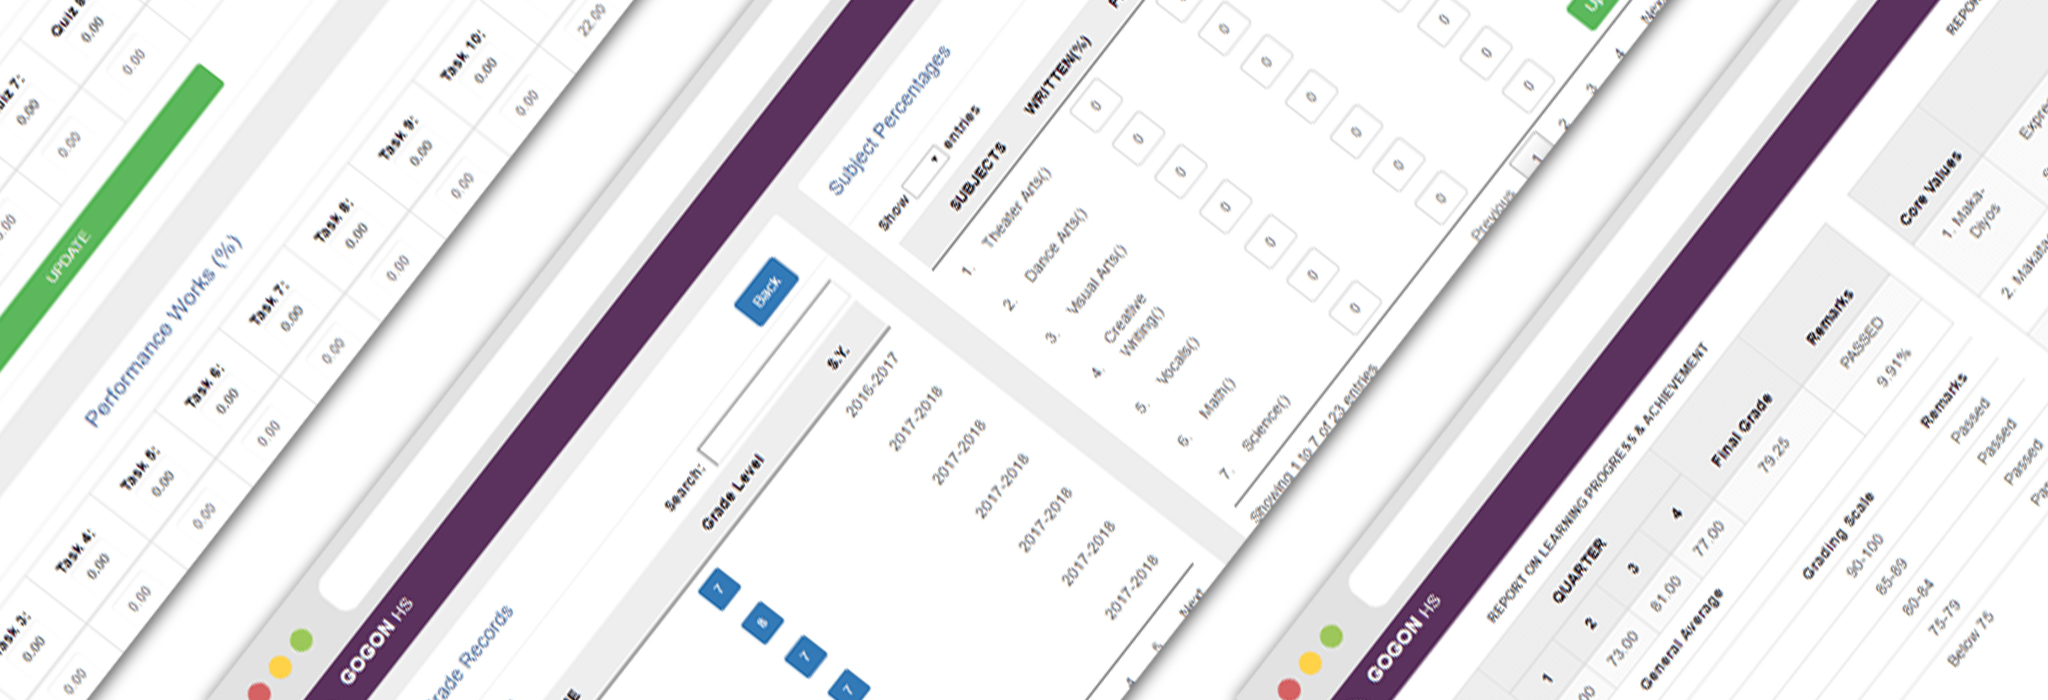 Quiz 8
0.00
Quiz 7:
0.00
0.00
0.00
UPDATE
Performance Works (%)
Task 10:
0.00
22.00
Task 9:
0.00
0.00
Task 8:
0.00
0.00
Task 7:
0.00
0.00
Task 6:
0.00
0.00
Task 5:
0.00
0.00
Task 4:
0.00
0.00
0.00
0.00
0.00
GOGON HS
Grade Records
Back
Search:
Grade Level
S.Y.
7
2016-2017
8
2017-2018
7
2017-2018
7
2017-2018
2017-2018
2017-2018
2017-2018
4
5
Next
Subject Percentages
Show entries
SUBJECTS
WRITTEN(%)
1. Theater Arts()
0
0
2. Dance Arts()
0
0
0
3. Visual Arts()
0
0
0
4. Creative
Writing()
0
0
0
5. Vocals()
0
0
6. Math()
0
0
7. Science()
0
0
Showing 1 to 7 of 23 entries
Previous
1
2
3
4
Next
GOGON HS
REPORT ON LEARNING PROGRESS & ACHIEVEMENT
QUARTER
Final Grade
Remarks
1
2
3
4
73.00
81.00
77.00
79.25
PASSED
General Average
9.91%
Grading Scale
Remarks
90-100
Passed
85-89
Passed
80-84
Passed
75-79
Below 75
Core Values
1. Maka-
Diyos